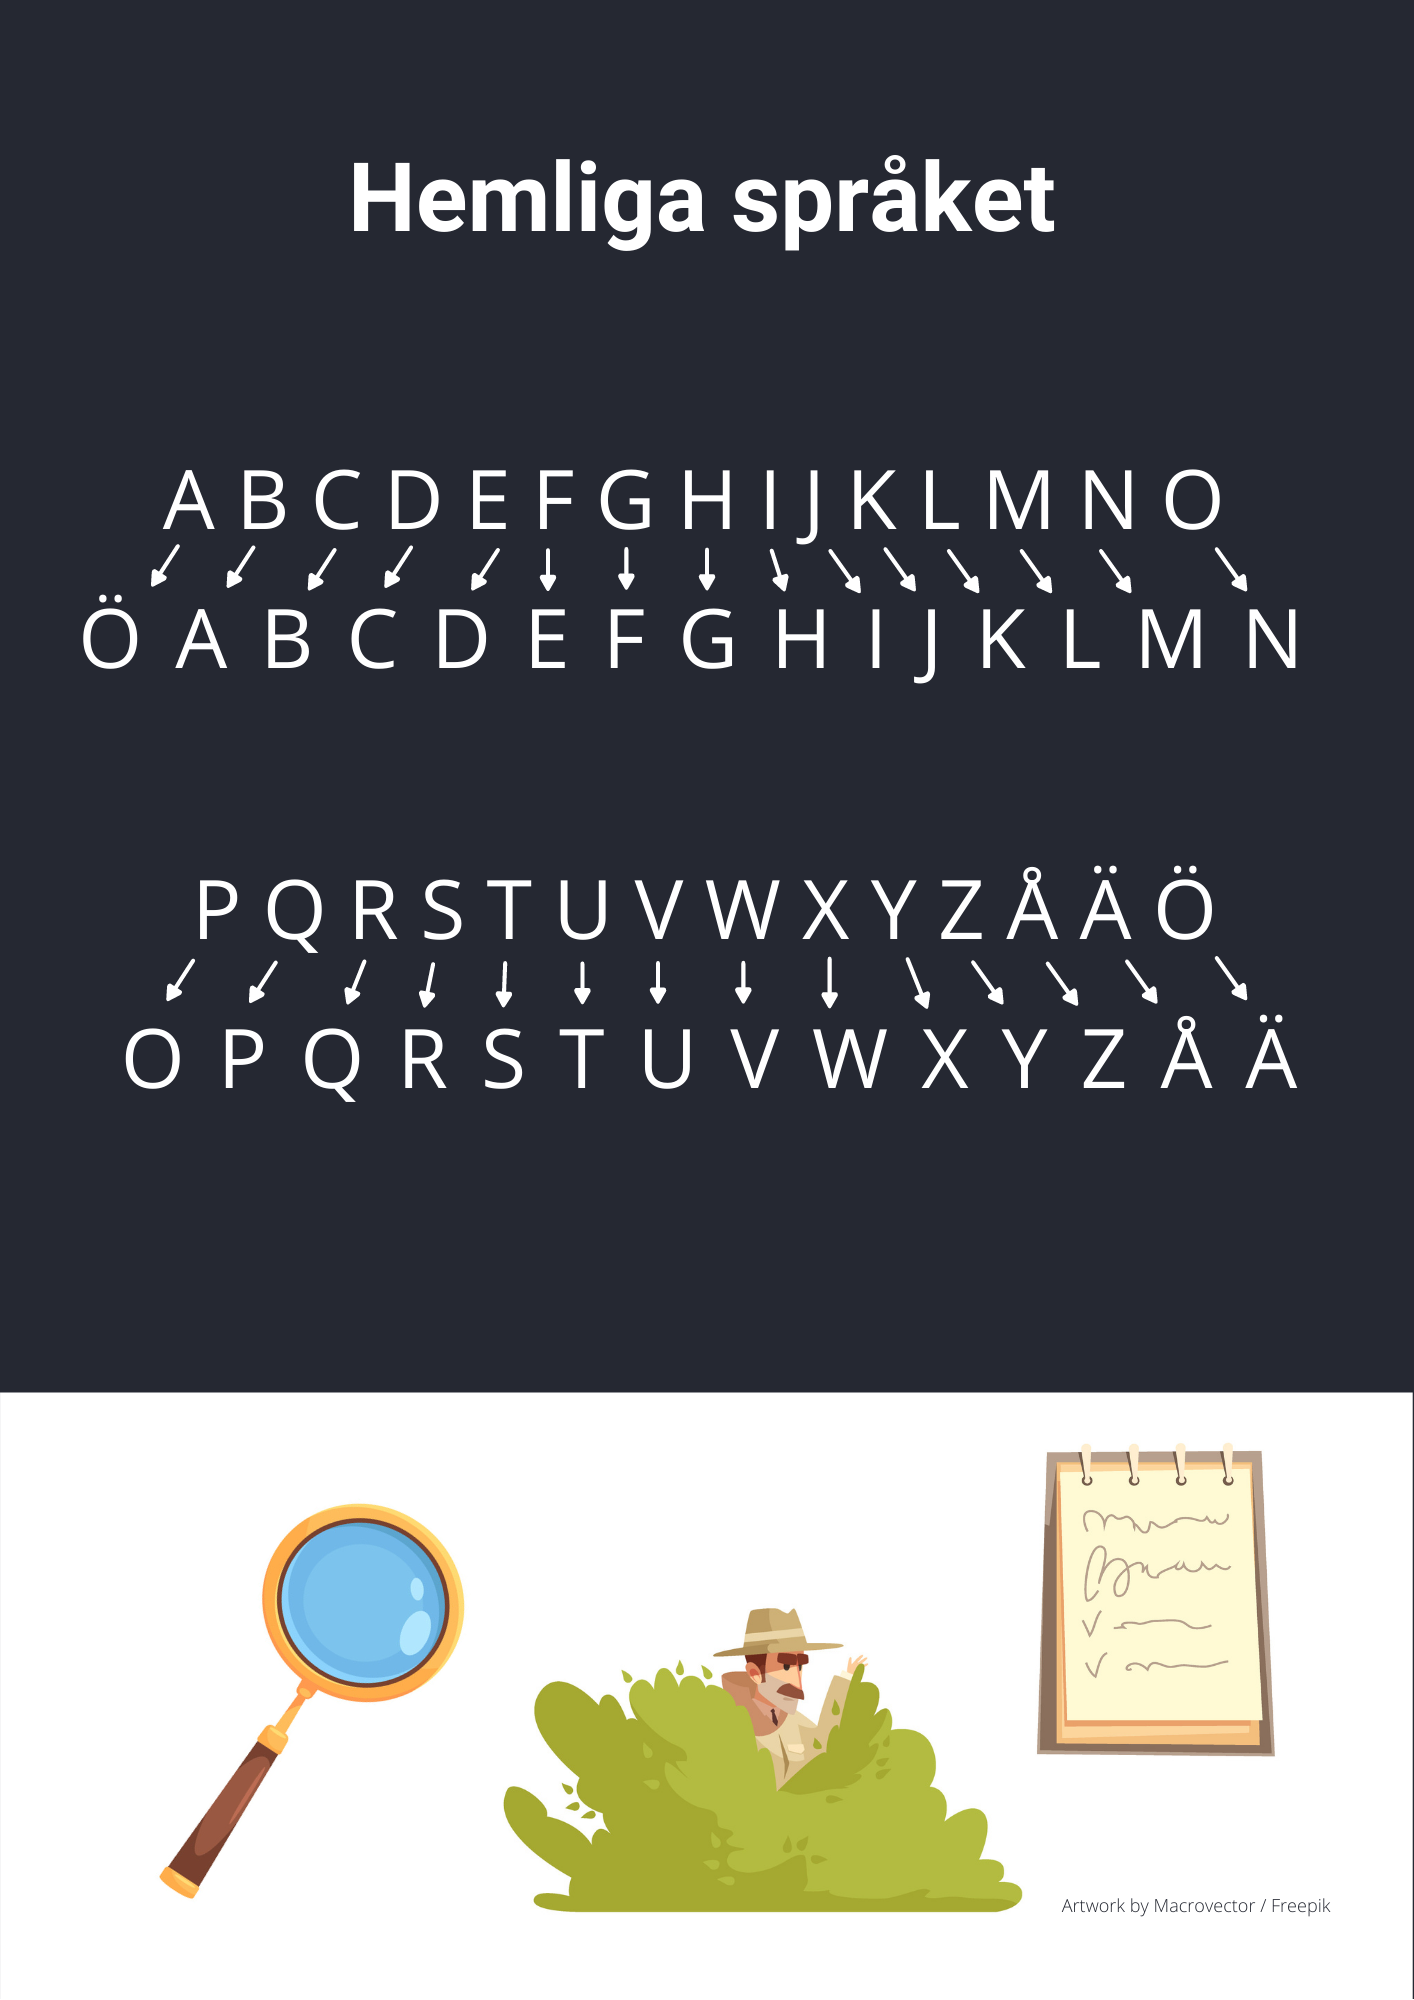 Hemliga språket
A B C D E F G H I J K L M N O
Ö A B C D E F G H I J K L M N
P Q R S T U V W X Y Z Å Ä Ö
O P Q R S T U V W X Y Z Å Ä
Artwork by Macrovector / Freepik